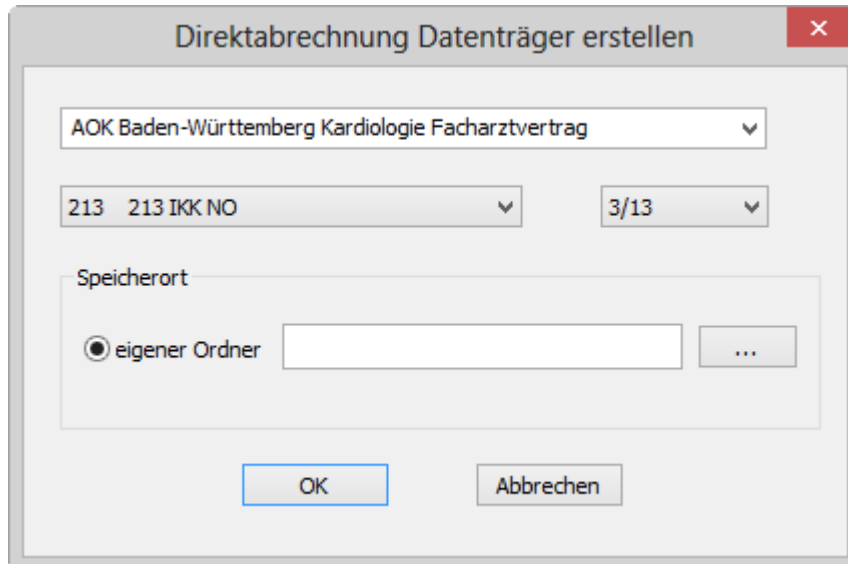 Direktabrechnung Datenträger erstellen
AOK Baden-Württemberg Kardiologie Facharztvertrag
213 213 IKK NO 3/13
Speicherort
eigener Ordner ...
OK Abbrechen